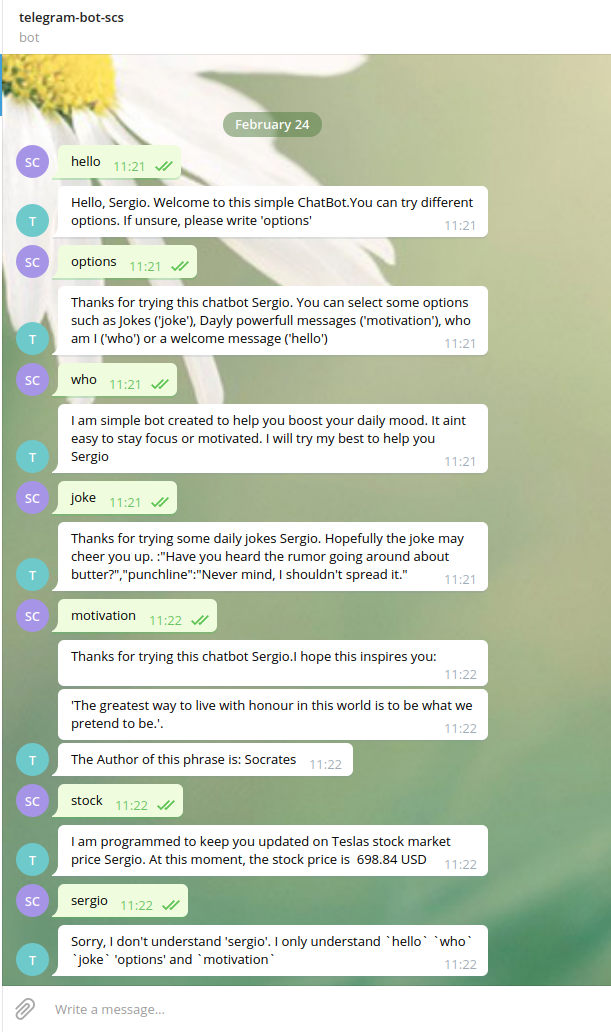 telegram-bot-scs
bot
February 24
SC
hello 11:21
Hello, Sergio. Welcome to this simple ChatBot.You can try different
options. If unsure, please write 'options'
11:21
T
SC
options 11:21
Thanks for trying this chatbot Sergio. You can select some options
such as Jokes ('joke'), Dayly powerfull messages ('motivation'), who
am I ('who') or a welcome message ('hello')
11:21
T
SC
who 11:21
I am simple bot created to help you boost your daily mood. It aint
easy to stay focus or motivated. I will try my best to help you
Sergio
11:21
T
SC
joke 11:21
Thanks for trying some daily jokes Sergio. Hopefully the joke may
cheer you up. :"Have you heard the rumor going around about
butter?","punchline":"Never mind, I shouldn't spread it."
11:21
T
SC
motivation 11:22
Thanks for trying this chatbot Sergio.I hope this inspires you:
11:22
'The greatest way to live with honour in this world is to be what we
pretend to be.'.
11:22
T
The Author of this phrase is: Socrates 11:22
SC
stock 11:22
I am programmed to keep you updated on Teslas stock market
price Sergio. At this moment, the stock price is  698.84 USD
11:22
T
SC
sergio 11:22
Sorry, I don't understand 'sergio'. I only understand `hello` `who`
`joke` 'options' and `motivation`
11:22
T
Write a message...